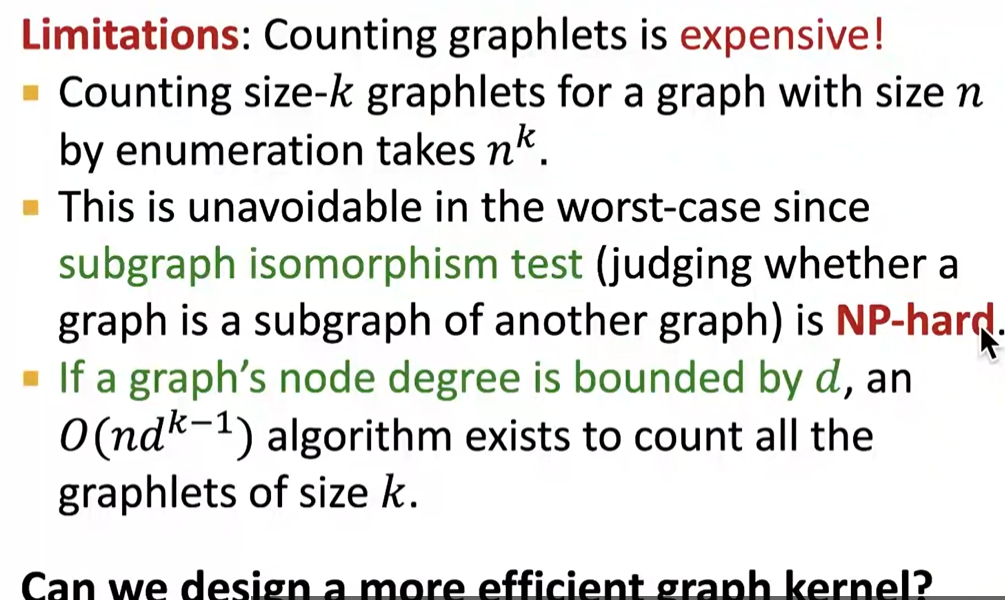 Limitations: Counting graphlets is expensive!
▪ Counting size-k graphlets for a graph with size n
by enumeration takes n^k.
▪ This is unavoidable in the worst-case since
subgraph isomorphism test (judging whether a
graph is a subgraph of another graph) is NP-hard.
▪ If a graph's node degree is bounded by d, an
O(nd^{k-1}) algorithm exists to count all the
graphlets of size k.
Can we design a more efficient graph kernel?